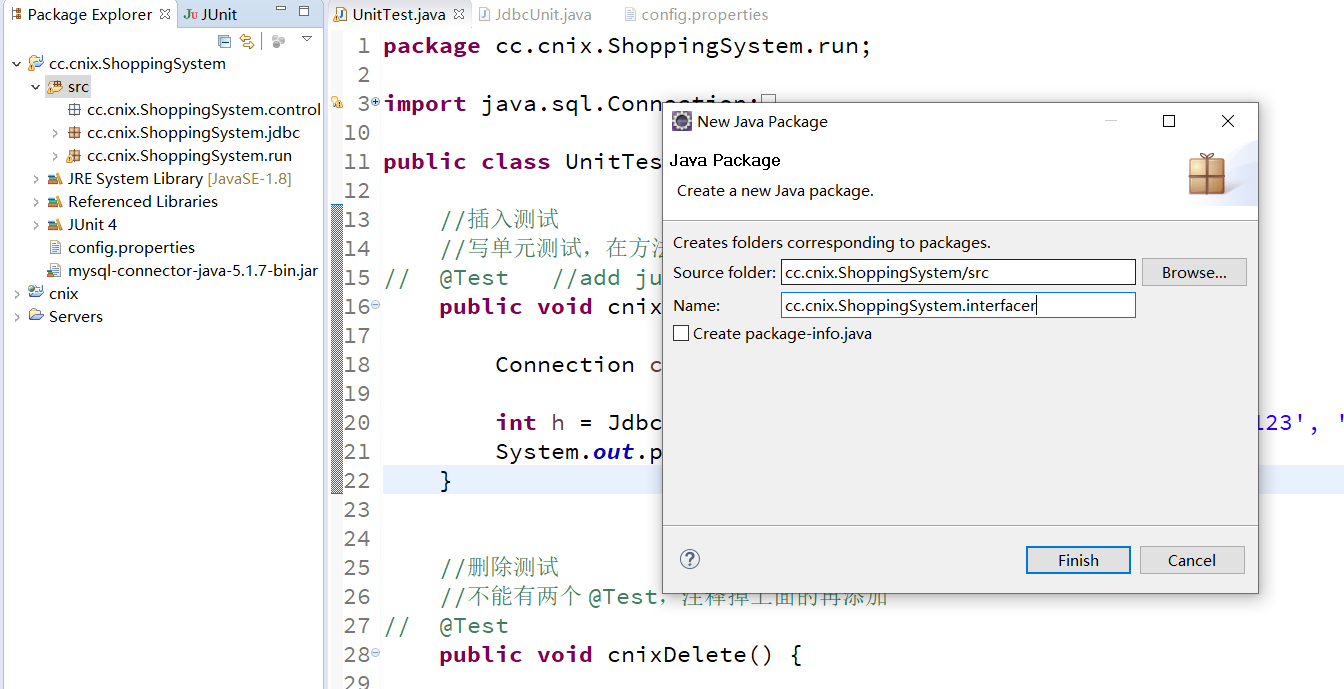 Package Explorer
JUnit
UnitTest.java
JdbcUnit.java
config.properties
cc.cnix.ShoppingSystem
src
cc.cnix.ShoppingSystem.control
cc.cnix.ShoppingSystem.jdbc
cc.cnix.ShoppingSystem.run
JRE System Library [JavaSE-1.8]
Referenced Libraries
JUnit 4
config.properties
mysql-connector-java-5.1.7-bin.jar
cnix
Servers
1 package cc.cnix.ShoppingSystem.run;
2
3 import java.sql.Connection;
10
11 public class UnitTes
12
13 //插入测试
14 //写单元测试，在方法
15 // @Test //add ju
16 public void cnix
17
18 Connection c
19
20 int h = Jdbc 123', '
21 System.out.p
22 }
23
24
25 //删除测试
26 //不能有两个 @Test，注释掉上面的再添加
27 // @Test
28 public void cnixDelete() {
29
New Java Package
Java Package
Create a new Java package.
Creates folders corresponding to packages.
Source folder: cc.cnix.ShoppingSystem/src Browse...
Name: cc.cnix.ShoppingSystem.interfacer
Create package-info.java
Finish Cancel